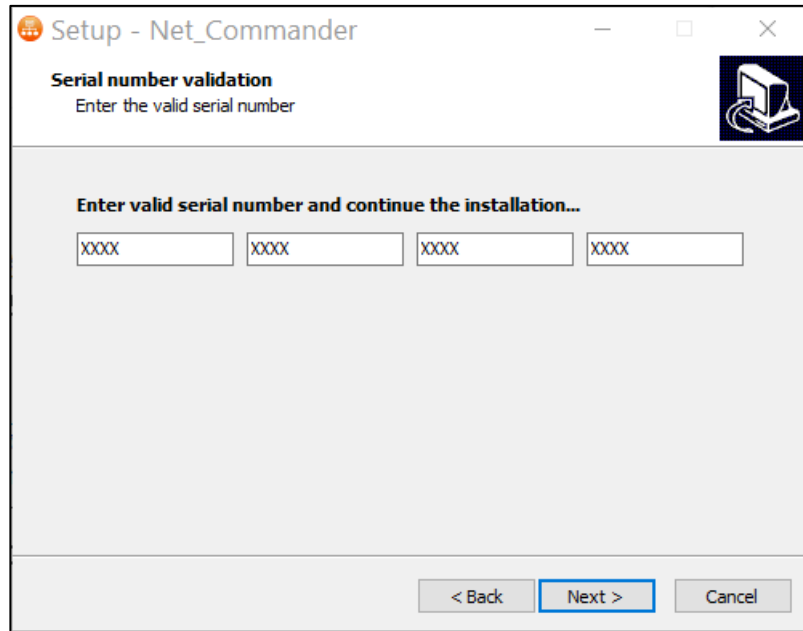 Setup - Net_Commander
Serial number validation
Enter the valid serial number
Enter valid serial number and continue the installation...
XXXX XXXX XXXX XXXX
< Back Next > Cancel